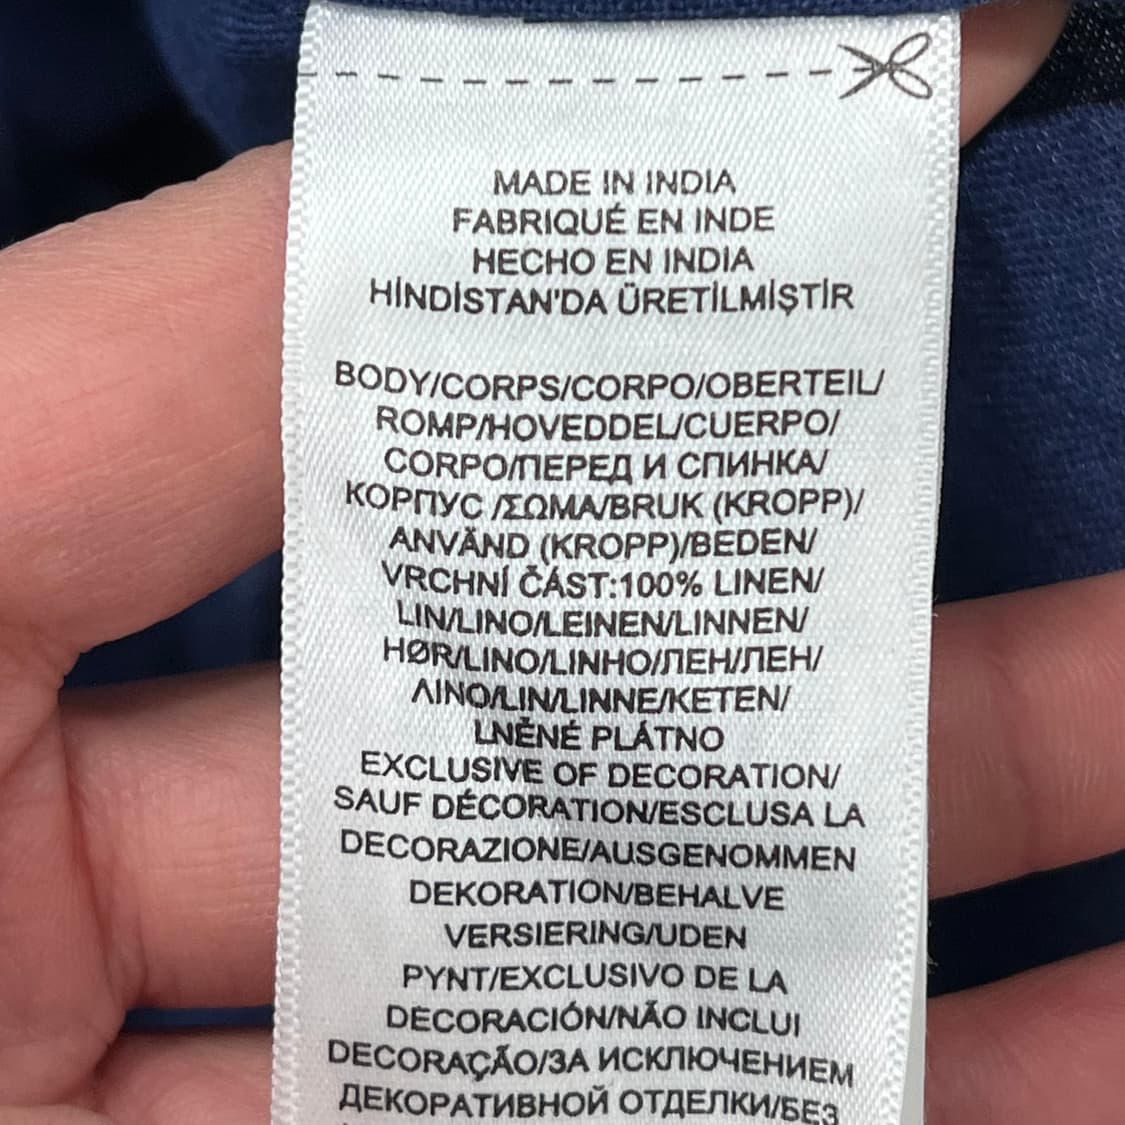 MADE IN INDIA
FABRIQUÉ EN INDE
HECHO EN INDIA
HİNDİSTAN'DA ÜRETİLMİŞTİR
BODY/CORPS/CORPO/OBERTEIL/
ROMP/HOVEDDEL/CUERPO/
CORPO/ПЕРЕД И СПИНКА/
КОРПУС /ΣΩΜΑ/BRUK (KROPP)/
ANVÄND (KROPP)/BEDEN/
VRCHNÍ ČÁST:100% LINEN/
LIN/LINO/LEINEN/LINNEN/
HØR/LINO/LINHO/ЛЕН/ЛЕН/
ΛΙΝΟ/LIN/LINNE/KETEN/
LNĚNÉ PLÁTNO
EXCLUSIVE OF DECORATION/
SAUF DÉCORATION/ESCLUSA LA
DECORAZIONE/AUSGENOMMEN
DEKORATION/BEHALVE
VERSIERING/UDEN
PYNT/EXCLUSIVO DE LA
DECORACIÓN/NÃO INCLUI
DECORAÇÃO/ЗА ИСКЛЮЧЕНИЕМ
ДЕКОРАТИВНОЙ ОТДЕЛКИ/БЕЗ